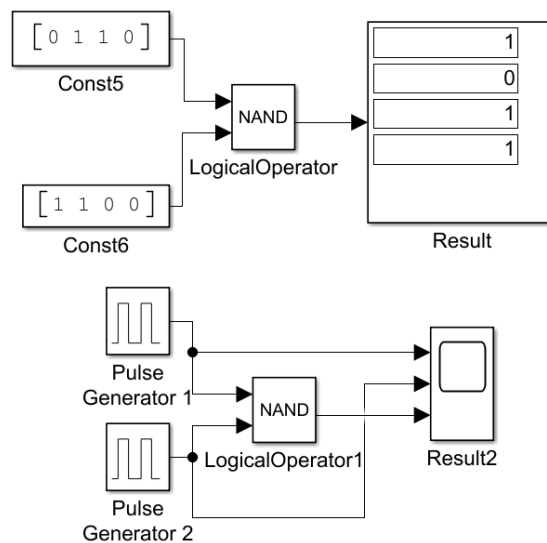 [0 1 1 0]
Const5
NAND
LogicalOperator
[1 1 0 0]
Const6
1
0
1
1
Result
Pulse
Generator 1
NAND
LogicalOperator1
Pulse
Generator 2
Result2